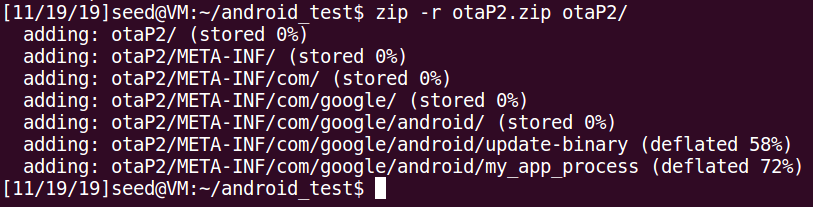 [11/19/19]seed@VM:~/android_test$ zip -r otaP2.zip otaP2/
  adding: otaP2/ (stored 0%)
  adding: otaP2/META-INF/ (stored 0%)
  adding: otaP2/META-INF/com/ (stored 0%)
  adding: otaP2/META-INF/com/google/ (stored 0%)
  adding: otaP2/META-INF/com/google/android/ (stored 0%)
  adding: otaP2/META-INF/com/google/android/update-binary (deflated 58%)
  adding: otaP2/META-INF/com/google/android/my_app_process (deflated 72%)
[11/19/19]seed@VM:~/android_test$